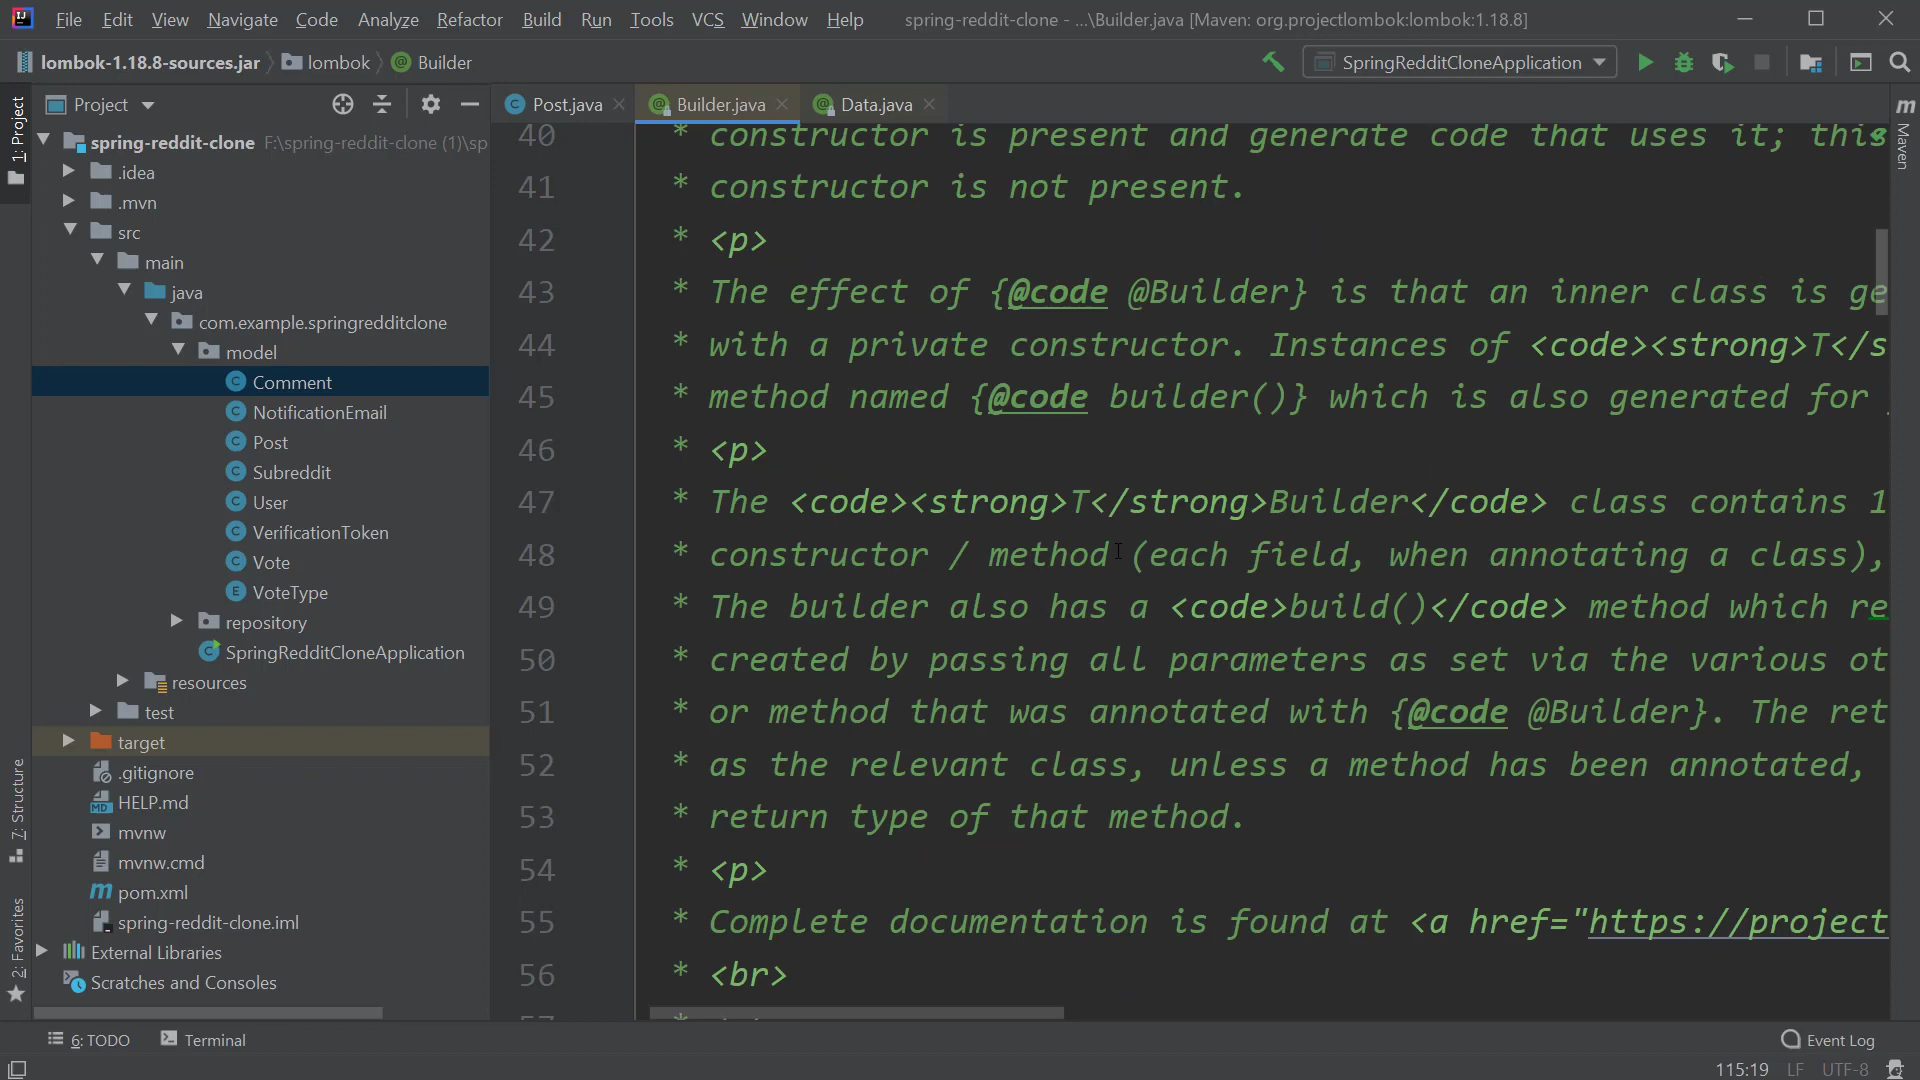 File Edit View Navigate Code Analyze Refactor Build Run Tools VCS Window Help spring-reddit-clone - ...\Builder.java [Maven: org.projectlombok:lombok:1.18.8]
lombok-1.18.8-sources.jar lombok Builder SpringRedditCloneApplication
Project Post.java Builder.java Data.java
1: Project
7: Structure
2: Favorites
Maven
spring-reddit-clone F:\spring-reddit-clone (1)\sp
.idea
.mvn
src
main
java
com.example.springredditclone
model
Comment
NotificationEmail
Post
Subreddit
User
VerificationToken
Vote
VoteType
repository
SpringRedditCloneApplication
resources
test
target
.gitignore
HELP.md
mvnw
mvnw.cmd
pom.xml
spring-reddit-clone.iml
External Libraries
Scratches and Consoles
40 * constructor is present and generate code that uses it; this
41 * constructor is not present.
42 * <p>
43 * The effect of {@code @Builder} is that an inner class is ge
44 * with a private constructor. Instances of <code><strong>T</s
45 * method named {@code builder()} which is also generated for
46 * <p>
47 * The <code><strong>T</strong>Builder</code> class contains 1
48 * constructor / method (each field, when annotating a class),
49 * The builder also has a <code>build()</code> method which re
50 * created by passing all parameters as set via the various ot
51 * or method that was annotated with {@code @Builder}. The ret
52 * as the relevant class, unless a method has been annotated,
53 * return type of that method.
54 * <p>
55 * Complete documentation is found at <a href="https://project
56 * <br>
57 *
6: TODO Terminal Event Log
115:19 LF UTF-8